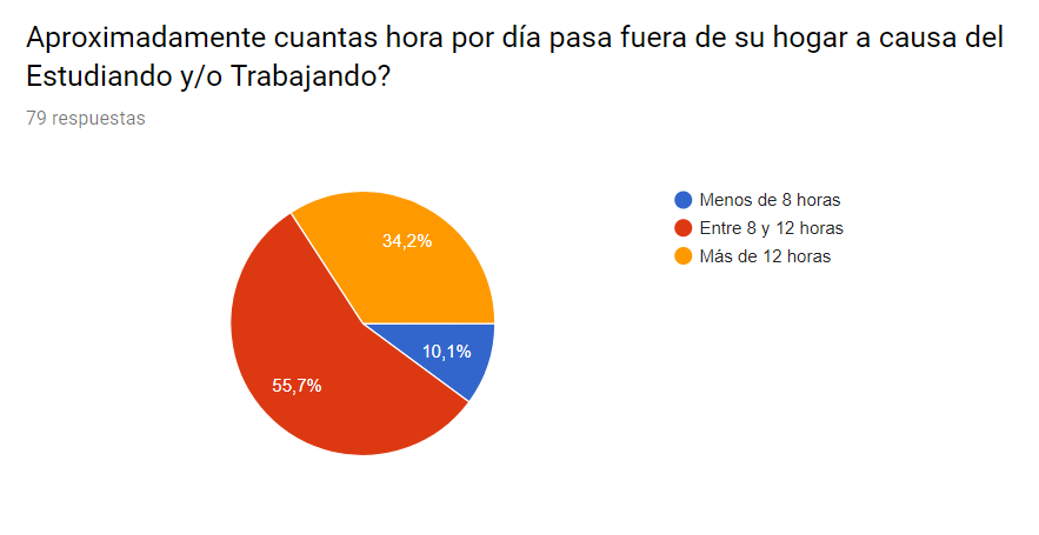 Aproximadamente cuantas hora por día pasa fuera de su hogar a causa del
Estudiando y/o Trabajando?
79 respuestas
Menos de 8 horas
Entre 8 y 12 horas
Más de 12 horas
34,2%
10,1%
55,7%